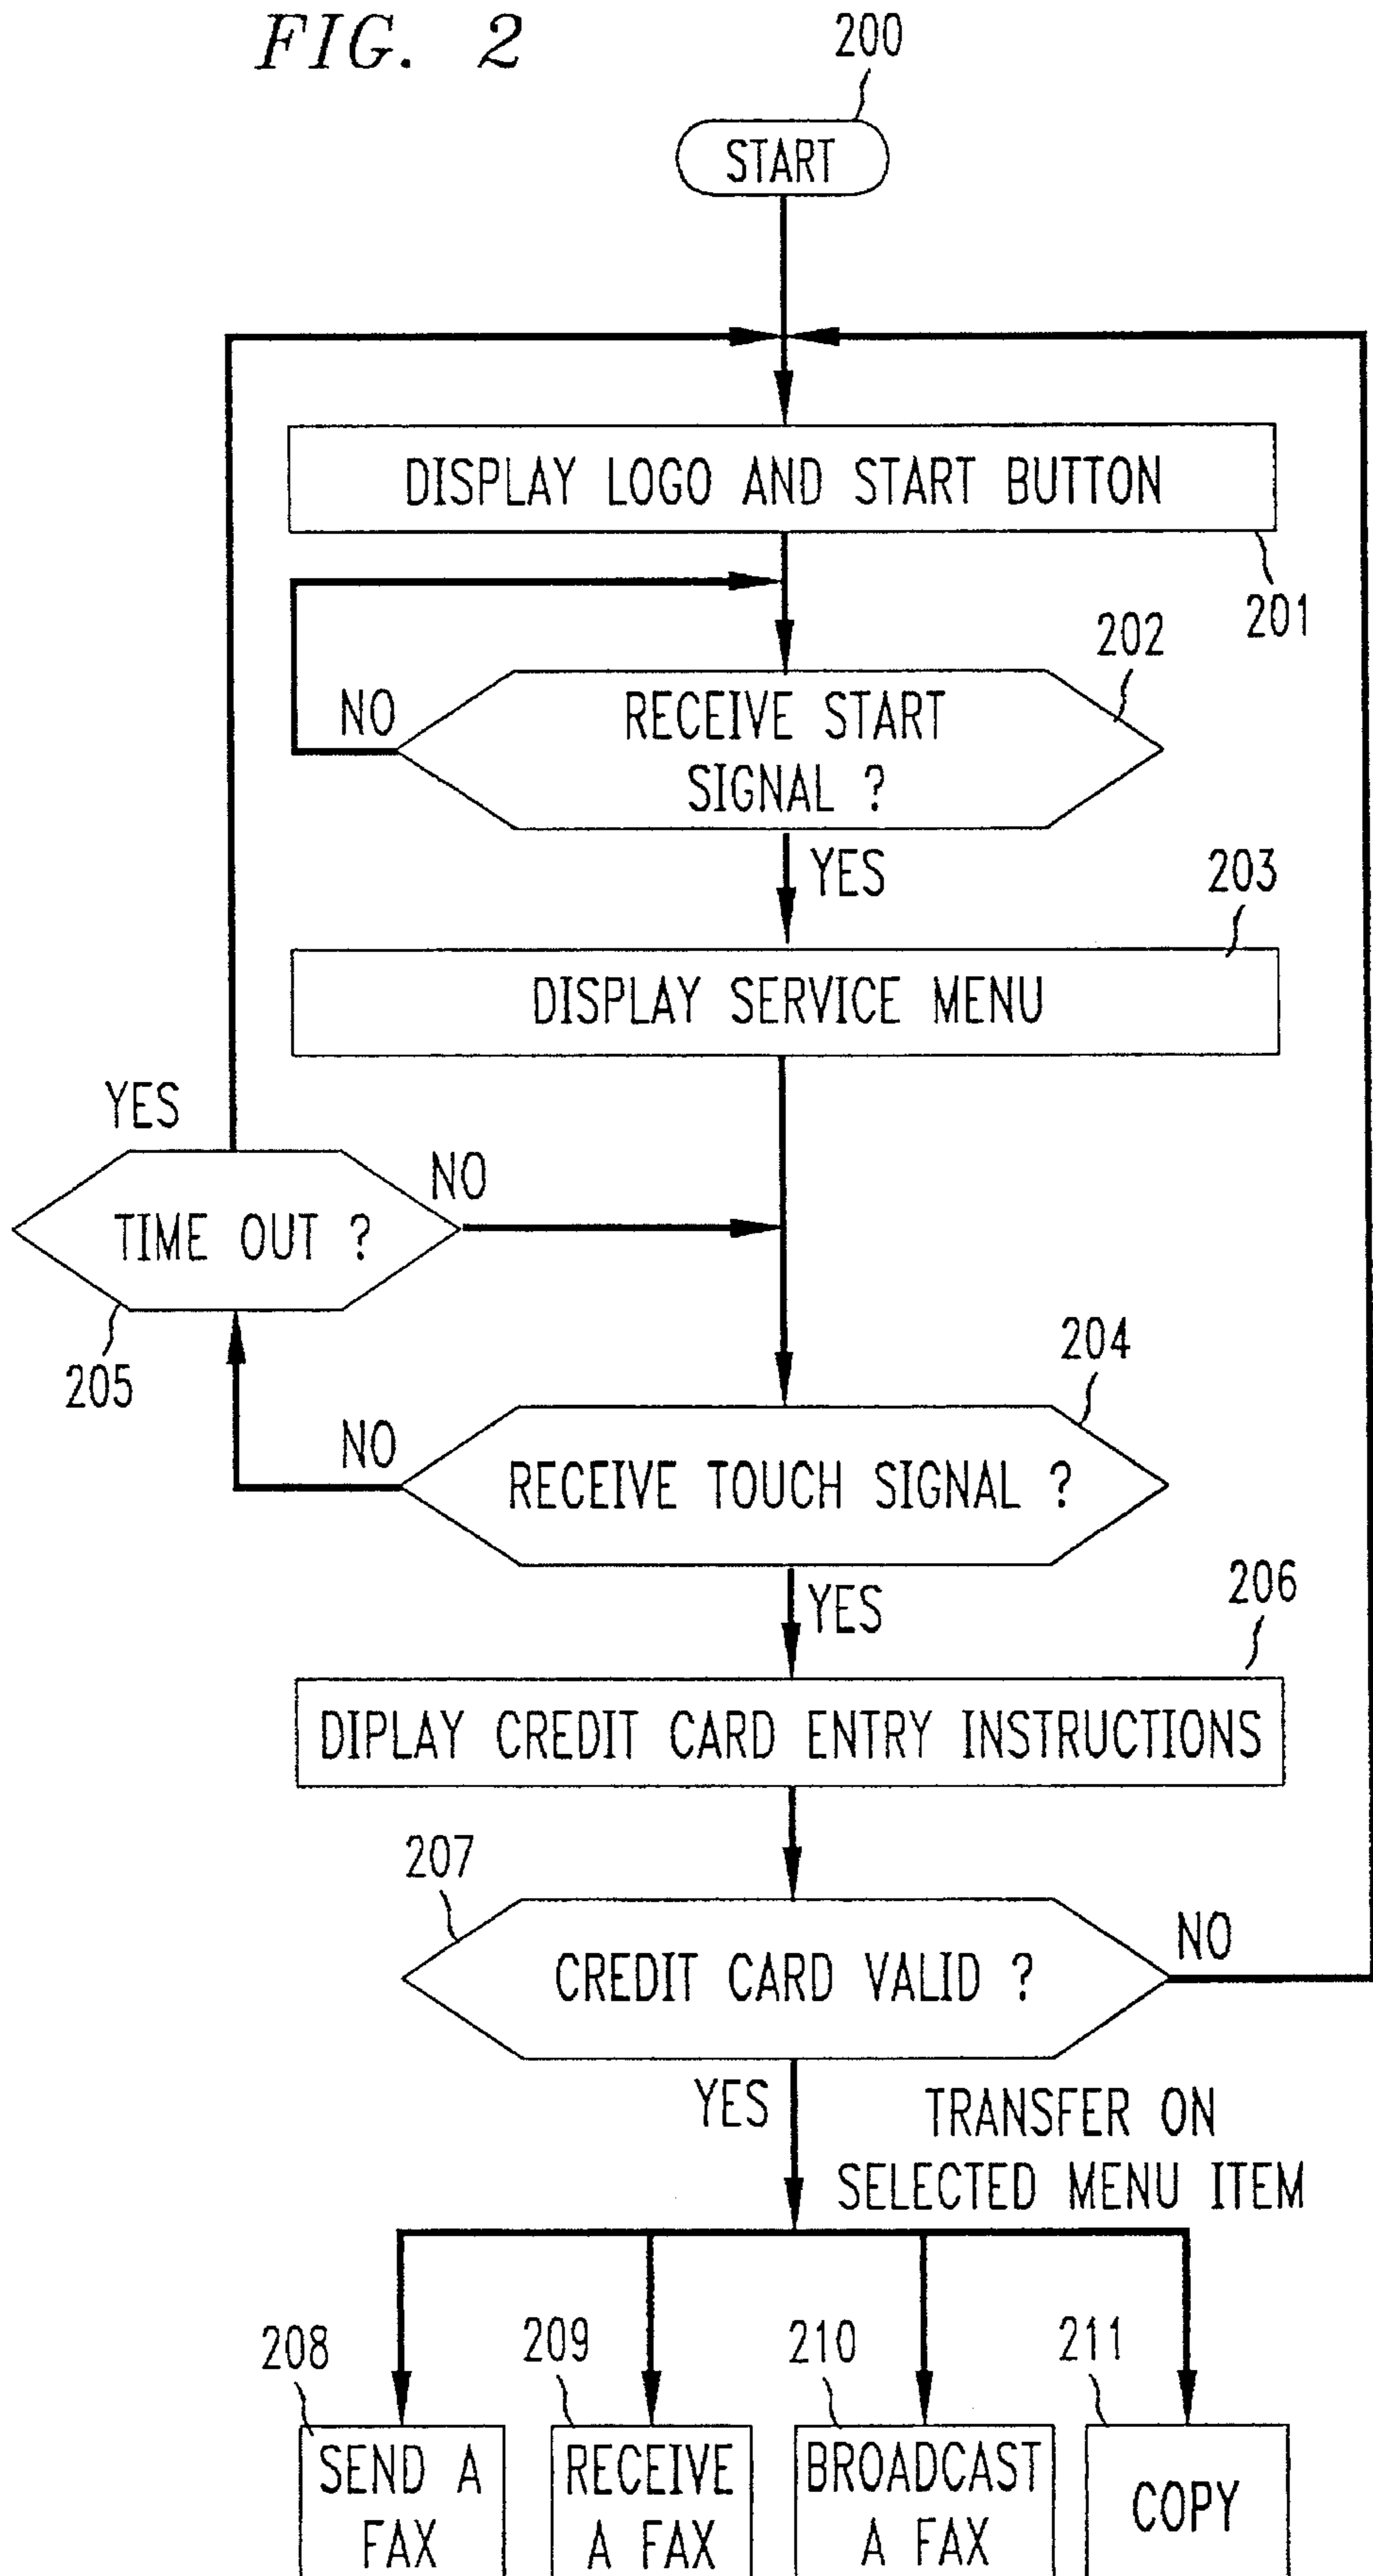 FIG. 2
200
START
DISPLAY LOGO AND START BUTTON
201
202
NO
RECEIVE START
SIGNAL ?
YES
203
DISPLAY SERVICE MENU
YES
NO
TIME OUT ?
205
204
NO
RECEIVE TOUCH SIGNAL ?
YES
206
DIPLAY CREDIT CARD ENTRY INSTRUCTIONS
207
NO
CREDIT CARD VALID ?
YES
TRANSFER ON
SELECTED MENU ITEM
208
209
210
211
SEND A
FAX
RECEIVE
A FAX
BROADCAST
A FAX
COPY